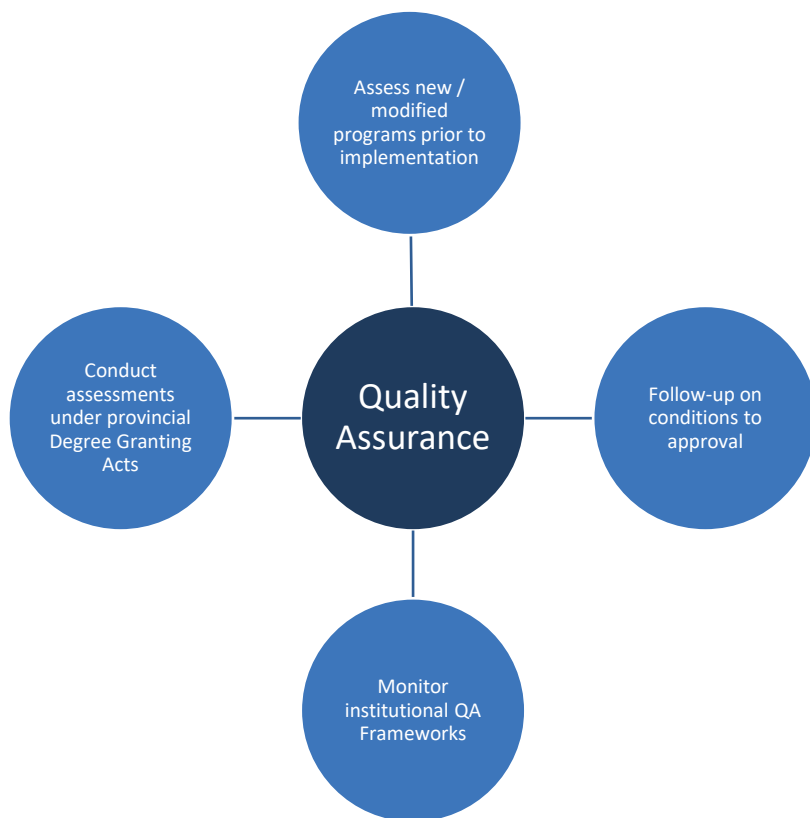 Assess new /
modified
programs prior to
implementation
Conduct
assessments
under provincial
Degree Granting
Acts
Quality
Assurance
Follow-up on
conditions to
approval
Monitor
institutional QA
Frameworks